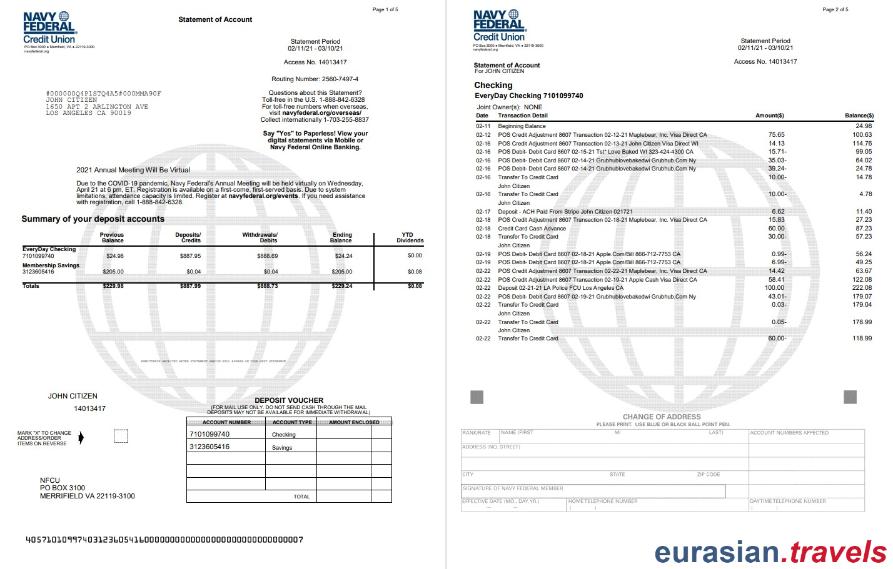 Page 1 of 5
NAVY
FEDERAL
Credit Union
PO Box 3000 • Merrifield, VA • 22119-3000
navyfederal.org
Statement of Account
Statement Period
02/11/21 - 03/10/21
Access No. 14013417
Routing Number: 2560-7497-4
Questions about this Statement?
Toll-free in the U.S. 1-888-842-6328
For toll-free numbers when overseas,
visit navyfederal.org/overseas/
Collect internationally 1-703-255-8837
Say "Yes" to Paperless! View your
digital statements via Mobile or
Navy Federal Online Banking.
#000000Q4P1STQ4A5#000MMA90F
JOHN CITIZEN
1650 APT 2 ARLINGTON AVE
LOS ANGELES CA 90019
2021 Annual Meeting Will Be Virtual
Due to the COVID-19 pandemic, Navy Federal's Annual Meeting will be held virtually on Wednesday,
April 21 at 6 pm, ET. Registration is available on a first-come, first-served basis. Due to system
limitations, attendance capacity is limited. Register at navyfederal.org/events. If you need assistance
with registration, call 1-888-842-6328.
Summary of your deposit accounts
Previous Balance Deposits/ Credits Withdrawals/ Debits Ending Balance YTD Dividends
EveryDay Checking
7101099740 $24.98 $887.95 $888.69 $24.24 $0.00
Membership Savings
3123605416 $205.00 $0.04 $0.00 $205.00 $0.08
Totals $229.98 $887.99 $888.73 $229.24 $0.08
JOHN CITIZEN
14013417
MARK "X" TO CHANGE
ADDRESS/ORDER
ITEMS ON REVERSE
DEPOSIT VOUCHER
(FOR MAIL USE ONLY. DO NOT SEND CASH THROUGH THE MAIL
DEPOSITS MAY NOT BE AVAILABLE FOR IMMEDIATE WITHDRAWAL)
ACCOUNT NUMBER ACCOUNT TYPE AMOUNT ENCLOSED
7101099740 Checking
3123605416 Savings
TOTAL
NFCU
PO BOX 3100
MERRIFIELD VA 22119-3100
Page 2 of 5
NAVY
FEDERAL
Credit Union
PO Box 3000 • Merrifield, VA • 22119-3000
navyfederal.org
Statement Period
02/11/21 - 03/10/21
Access No. 14013417
Statement of Account
For JOHN CITIZEN
Checking
EveryDay Checking 7101099740
Joint Owner(s): NONE
Date Transaction Detail Amount($) Balance($)
02-11 Beginning Balance 24.98
02-12 POS Credit Adjustment 8607 Transaction 02-12-21 Maplebear, Inc. Visa Direct CA 75.65 100.63
02-16 POS Credit Adjustment 8607 Transaction 02-13-21 John Citizen Visa Direct WI 14.13 114.76
02-16 POS Debit- Debit Card 8607 02-15-21 Tst* Love Baked WI 323-424-4300 CA 15.71- 99.05
02-16 POS Debit- Debit Card 8607 02-14-21 Grubhublovebakedwi Grubhub.Com Ny 35.03- 64.02
02-16 POS Debit- Debit Card 8607 02-14-21 Grubhublovebakedwi Grubhub.Com Ny 39.24- 24.78
02-16 Transfer To Credit Card 10.00- 14.78
John Citizen
02-16 Transfer To Credit Card 10.00- 4.78
John Citizen
02-17 Deposit - ACH Paid From Stripe John Citizen 021721 6.62 11.40
02-18 POS Credit Adjustment 8607 Transaction 02-18-21 Maplebear, Inc. Visa Direct CA 15.83 27.23
02-18 Credit Card Cash Advance 60.00 87.23
02-18 Transfer To Credit Card 30.00- 57.23
John Citizen
02-19 POS Debit- Debit Card 8607 02-18-21 Apple.Com/Bill 866-712-7753 CA 0.99- 56.24
02-19 POS Debit- Debit Card 8607 02-18-21 Apple.Com/Bill 866-712-7753 CA 6.99- 49.25
02-22 POS Credit Adjustment 8607 Transaction 02-22-21 Maplebear, Inc. Visa Direct CA 14.42 63.67
02-22 POS Credit Adjustment 8607 Transaction 02-19-21 Apple Cash Visa Direct CA 58.41 122.08
02-22 Deposit 02-21-21 LA Police FCU Los Angeles CA 100.00 222.08
02-22 POS Debit- Debit Card 8607 02-19-21 Grubhublovebakedwi Grubhub.Com Ny 43.01- 179.07
02-22 Transfer To Credit Card 0.03- 179.04
John Citizen
02-22 Transfer To Credit Card 0.05- 178.99
John Citizen
02-22 Transfer To Credit Card 60.00- 118.99
CHANGE OF ADDRESS
PLEASE PRINT. USE BLUE OR BLACK BALL POINT PEN.
RANK/RATE NAME (FIRST MI LAST) ACCOUNT NUMBERS AFFECTED
ADDRESS (NO. STREET)
CITY STATE ZIP CODE
SIGNATURE OF NAVY FEDERAL MEMBER
EFFECTIVE DATE (MO., DAY, YR.) HOME TELEPHONE NUMBER DAYTIME TELEPHONE NUMBER
eurasian.travels